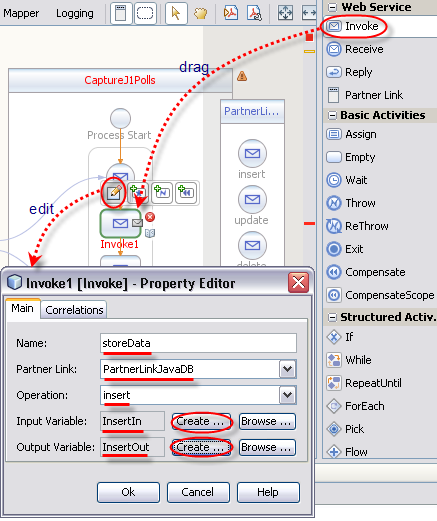 Mapper
Logging
Web Service
Invoke
Receive
Reply
Partner Link
Basic Activities
Assign
Empty
Wait
Throw
ReThrow
Exit
Compensate
CompensateScope
Structured Activ.
If
While
RepeatUntil
ForEach
Pick
Flow
drag
CaptureJ1Polls
Process Start
PartnerLi...
insert
update
delete
edit
Invoke1
Invoke1 [Invoke] - Property Editor
Main
Correlations
Name:
storeData
Partner Link:
PartnerLinkJavaDB
Operation:
insert
Input Variable:
InsertIn
Create ...
Browse ...
Output Variable:
InsertOut
Create ...
Browse ...
Ok
Cancel
Help